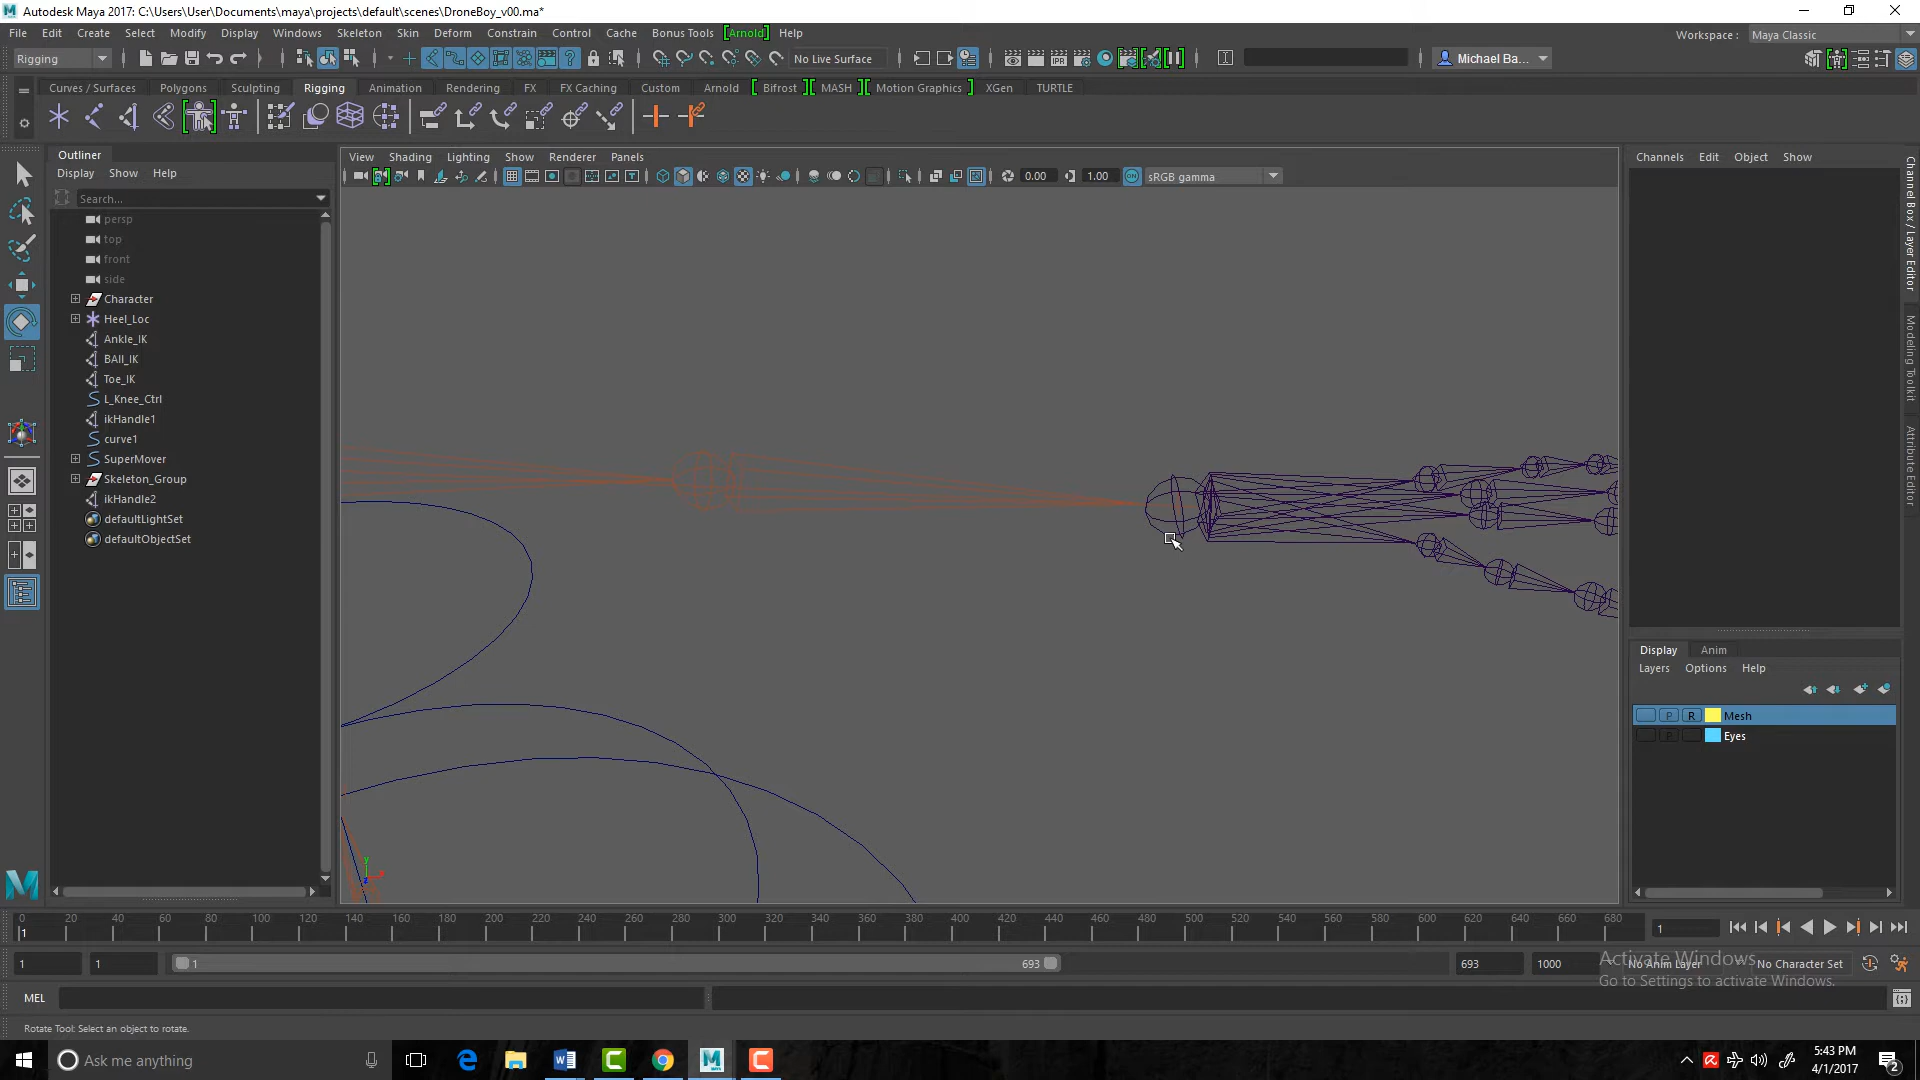 Autodesk Maya 2017: C:\Users\User\Documents\maya\projects\default\scenes\DroneBoy_v00.ma*
File Edit Create Select Modify Display Windows Skeleton Skin Deform Constrain Control Cache Bonus Tools [Arnold] Help
Workspace : Maya Classic
Rigging
No Live Surface
Michael Ba...
Curves / Surfaces Polygons Sculpting Rigging Animation Rendering FX FX Caching Custom Arnold Bifrost MASH Motion Graphics XGen TURTLE
Outliner
Display Show Help
Search...
persp
top
front
side
Character
Heel_Loc
Ankle_IK
BAll_IK
Toe_IK
L_Knee_Ctrl
ikHandle1
curve1
SuperMover
Skeleton_Group
ikHandle2
defaultLightSet
defaultObjectSet
View Shading Lighting Show Renderer Panels
0.00 1.00 ON sRGB gamma
IPR
y
z
Channels Edit Object Show
Channel Box / Layer Editor
Modeling Toolkit
Attribute Editor
Display Anim
Layers Options Help
P R Mesh
P Eyes
0 20 40 60 80 100 120 140 160 180 200 220 240 260 280 300 320 340 360 380 400 420 440 460 480 500 520 540 560 580 600 620 640 660 680
1
1
1 1 1 693 693 1000 No Anim Layer No Character Set
Activate Windows
Go to Settings to activate Windows.
MEL
Rotate Tool: Select an object to rotate.
Ask me anything
5:43 PM
4/1/2017
2